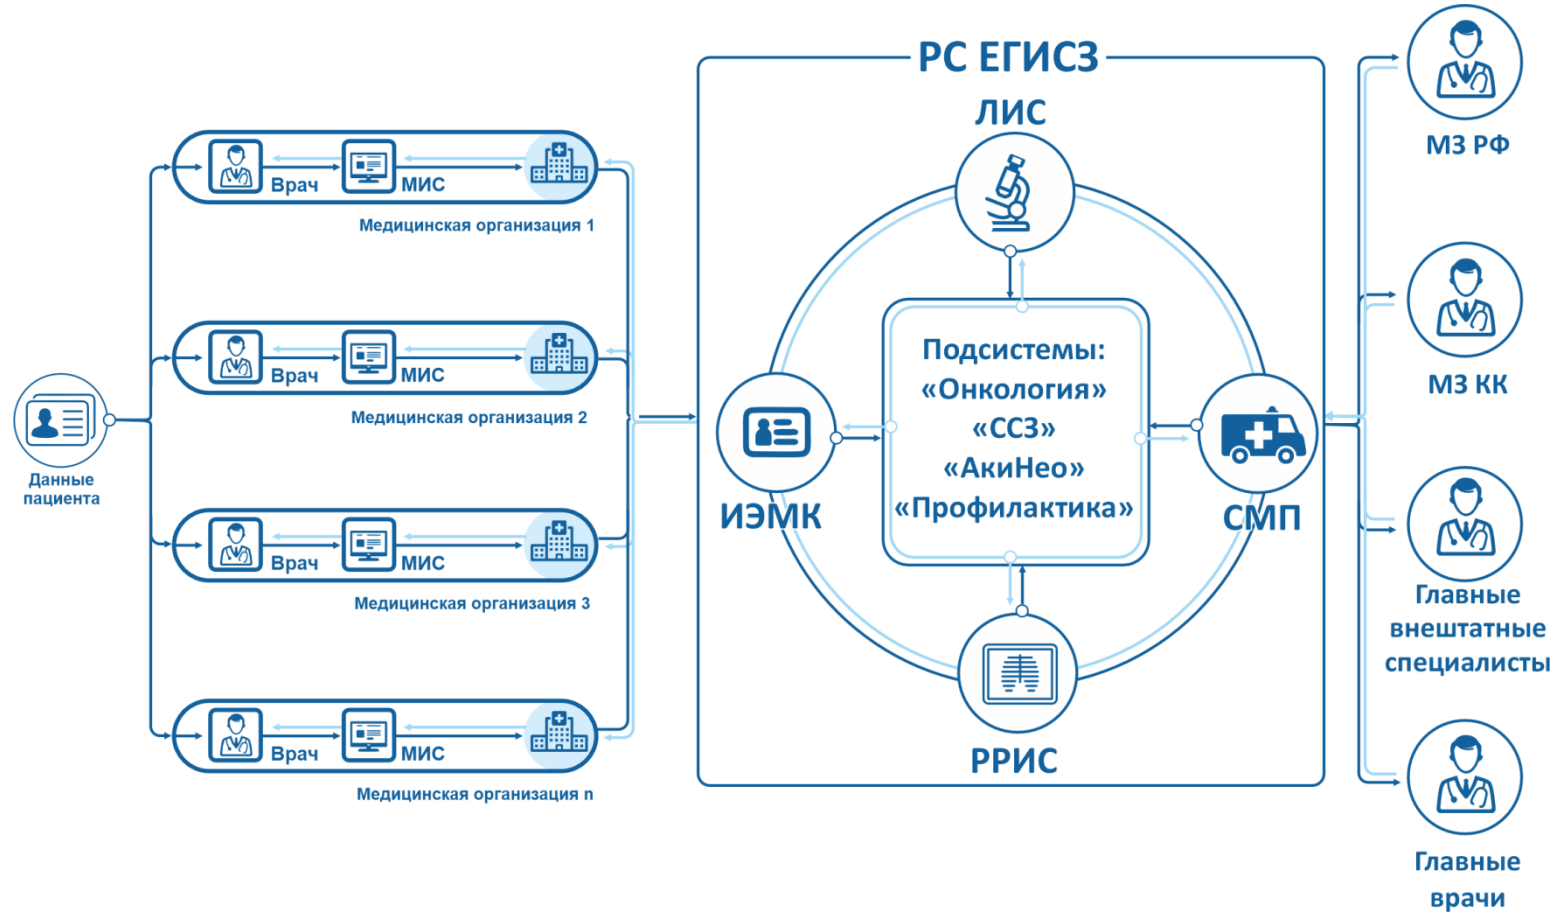 Данные
пациента
Врач
МИС
Медицинская организация 1
Врач
МИС
Медицинская организация 2
Врач
МИС
Медицинская организация 3
Врач
МИС
Медицинская организация n
РС ЕГИСЗ
ЛИС
ИЭМК
Подсистемы:
«Онкология»
«ССЗ»
«АкиНео»
«Профилактика»
СМП
РРИС
МЗ РФ
МЗ КК
Главные
внештатные
специалисты
Главные
врачи